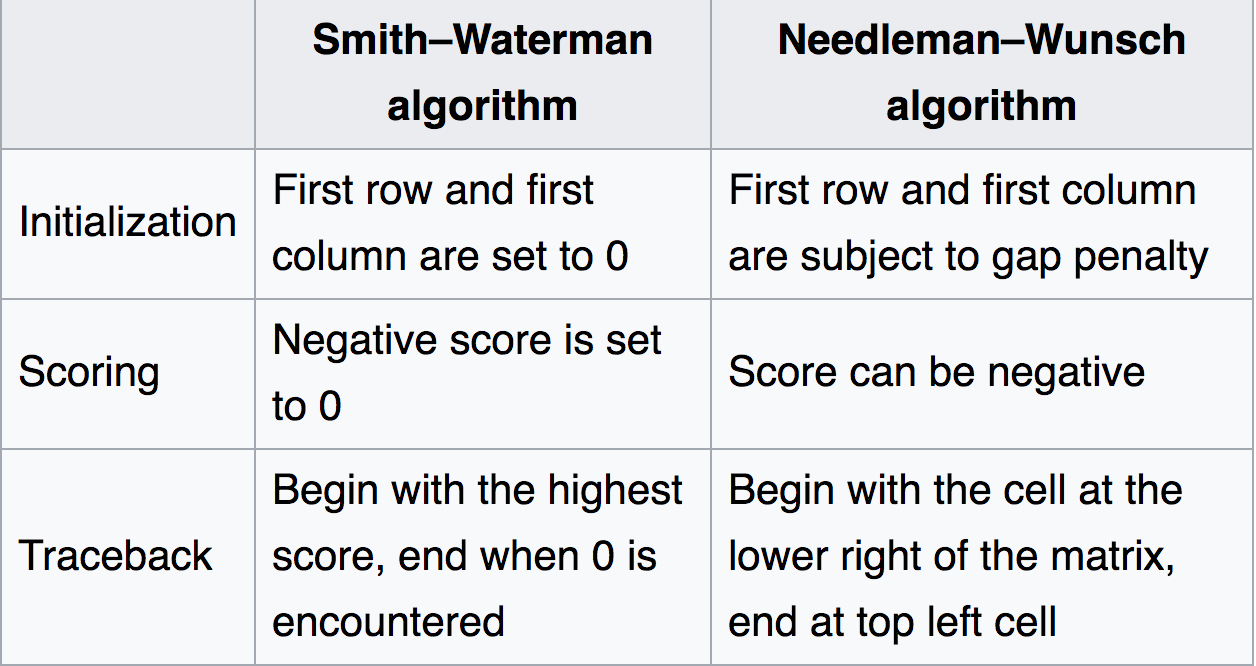 Smith–Waterman
algorithm
Needleman–Wunsch
algorithm
Initialization
First row and first
column are set to 0
First row and first column
are subject to gap penalty
Scoring
Negative score is set
to 0
Score can be negative
Traceback
Begin with the highest
score, end when 0 is
encountered
Begin with the cell at the
lower right of the matrix,
end at top left cell